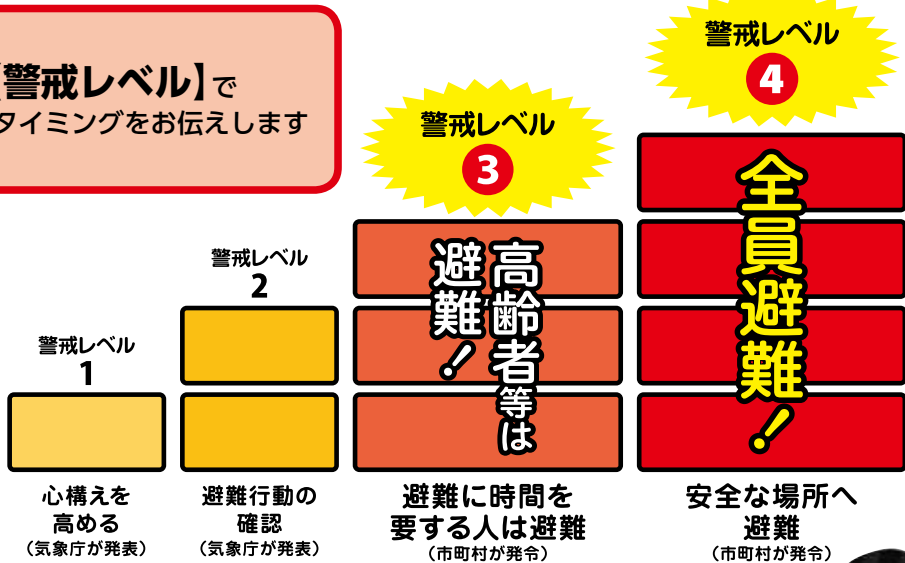 【警戒レベル】で
タイミングをお伝えします
警戒レベル
1
心構えを
高める
（気象庁が発表）
警戒レベル
2
避難行動の
確認
（気象庁が発表）
警戒レベル
3
高齢者等は
避難！
避難に時間を
要する人は避難
（市町村が発令）
警戒レベル
4
全員避難！
安全な場所へ
避難
（市町村が発令）